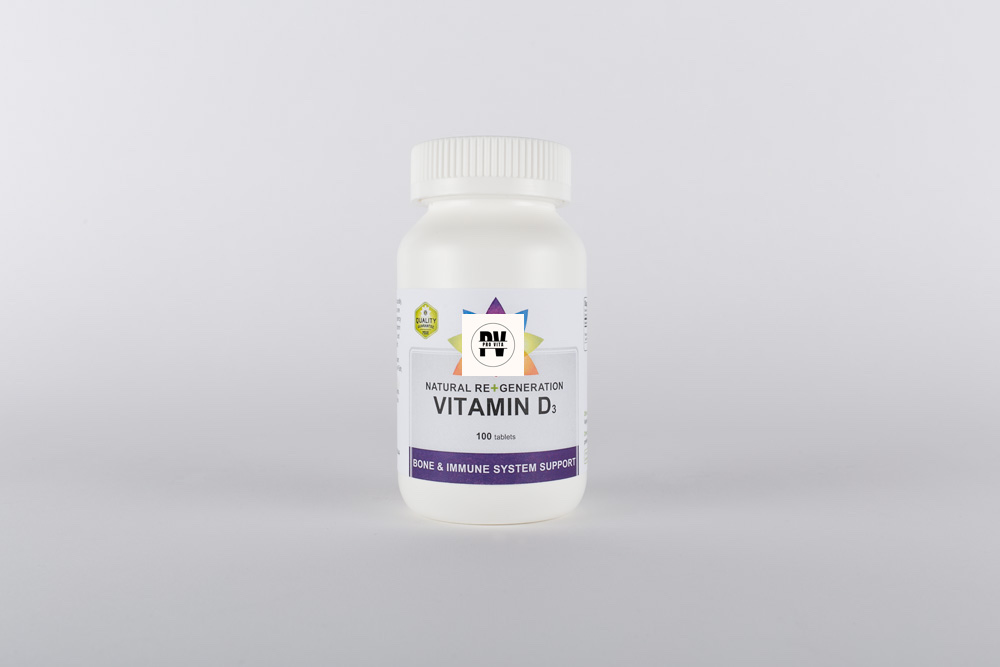 QUALITY
PV
PRO VITA
NATURAL RE+GENERATION
VITAMIN D3
100 tablets
BONE & IMMUNE SYSTEM SUPPORT